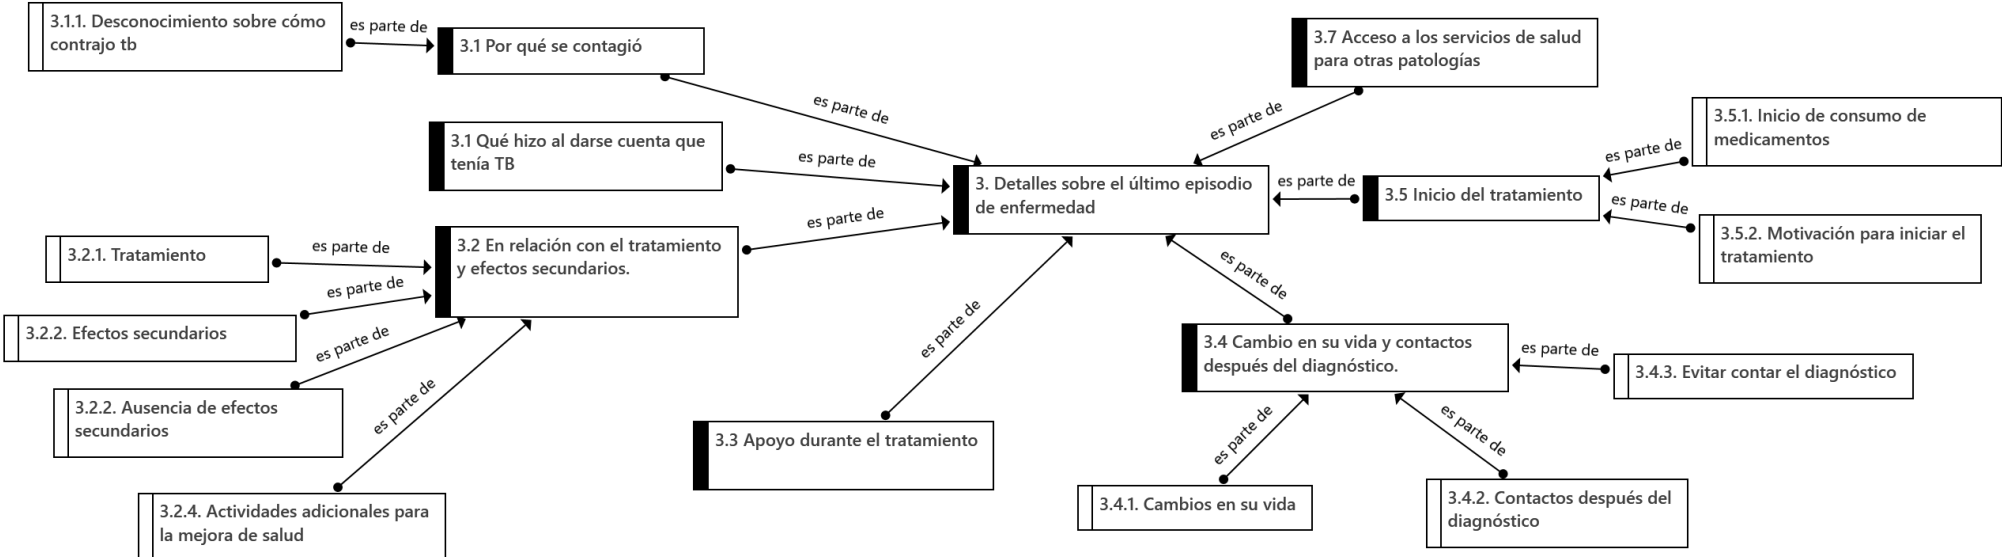 3.1.1. Desconocimiento sobre cómo
contrajo tb
es parte de
3.1 Por qué se contagió
es parte de
3.7 Acceso a los servicios de salud
para otras patologías
es parte de
3.1 Qué hizo al darse cuenta que
tenía TB
es parte de
3. Detalles sobre el último episodio
de enfermedad
es parte de
3.5 Inicio del tratamiento
es parte de
3.5.1. Inicio de consumo de
medicamentos
es parte de
3.5.2. Motivación para iniciar el
tratamiento
3.2.1. Tratamiento
es parte de
3.2 En relación con el tratamiento
y efectos secundarios.
es parte de
es parte de
3.2.2. Efectos secundarios
es parte de
3.2.2. Ausencia de efectos
secundarios
es parte de
3.2.4. Actividades adicionales para
la mejora de salud
es parte de
3.3 Apoyo durante el tratamiento
es parte de
3.4 Cambio en su vida y contactos
después del diagnóstico.
es parte de
3.4.3. Evitar contar el diagnóstico
es parte de
3.4.1. Cambios en su vida
es parte de
3.4.2. Contactos después del
diagnóstico